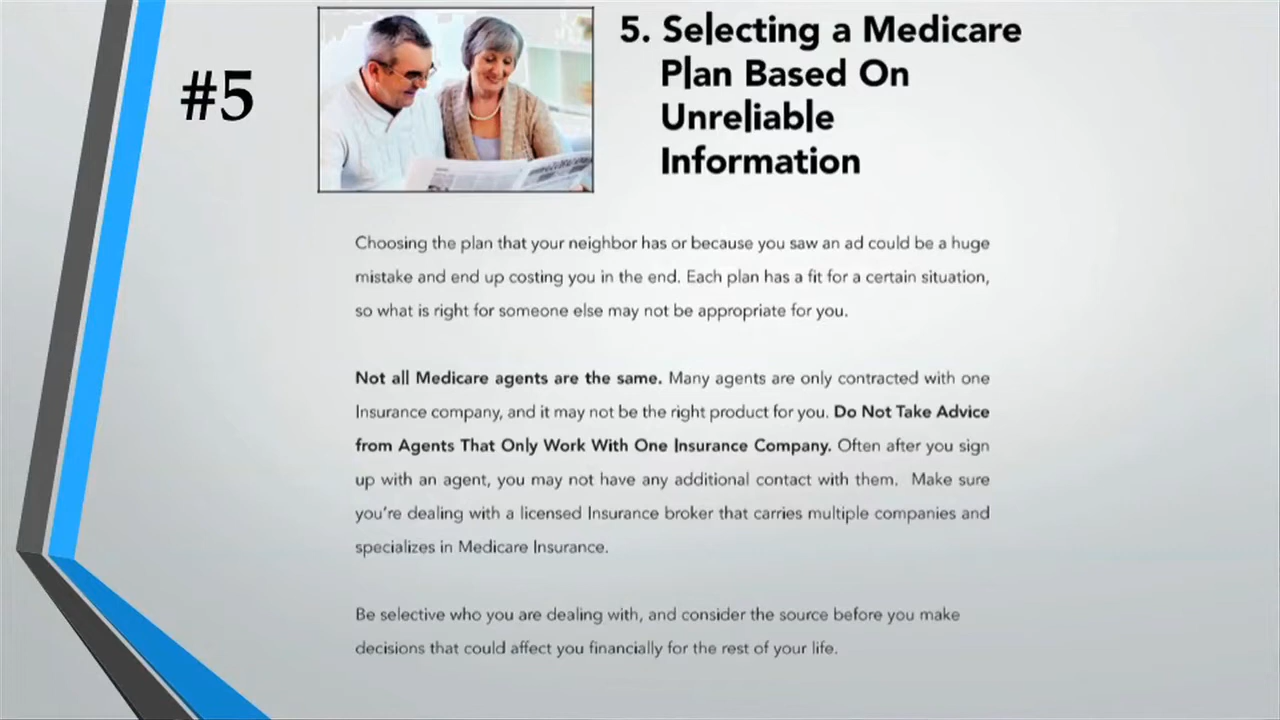 #5
5. Selecting a Medicare
Plan Based On
Unreliable
Information
Choosing the plan that your neighbor has or because you saw an ad could be a huge
mistake and end up costing you in the end. Each plan has a fit for a certain situation,
so what is right for someone else may not be appropriate for you.
Not all Medicare agents are the same. Many agents are only contracted with one
Insurance company, and it may not be the right product for you. Do Not Take Advice
from Agents That Only Work With One Insurance Company. Often after you sign
up with an agent, you may not have any additional contact with them. Make sure
you're dealing with a licensed Insurance broker that carries multiple companies and
specializes in Medicare Insurance.
Be selective who you are dealing with, and consider the source before you make
decisions that could affect you financially for the rest of your life.